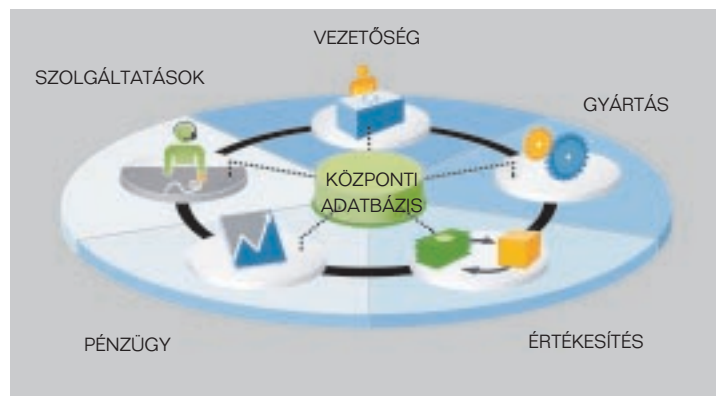 VEZETŐSÉG
SZOLGÁLTATÁSOK
GYÁRTÁS
KÖZPONTI
ADATBÁZIS
PÉNZÜGY
ÉRTÉKESÍTÉS